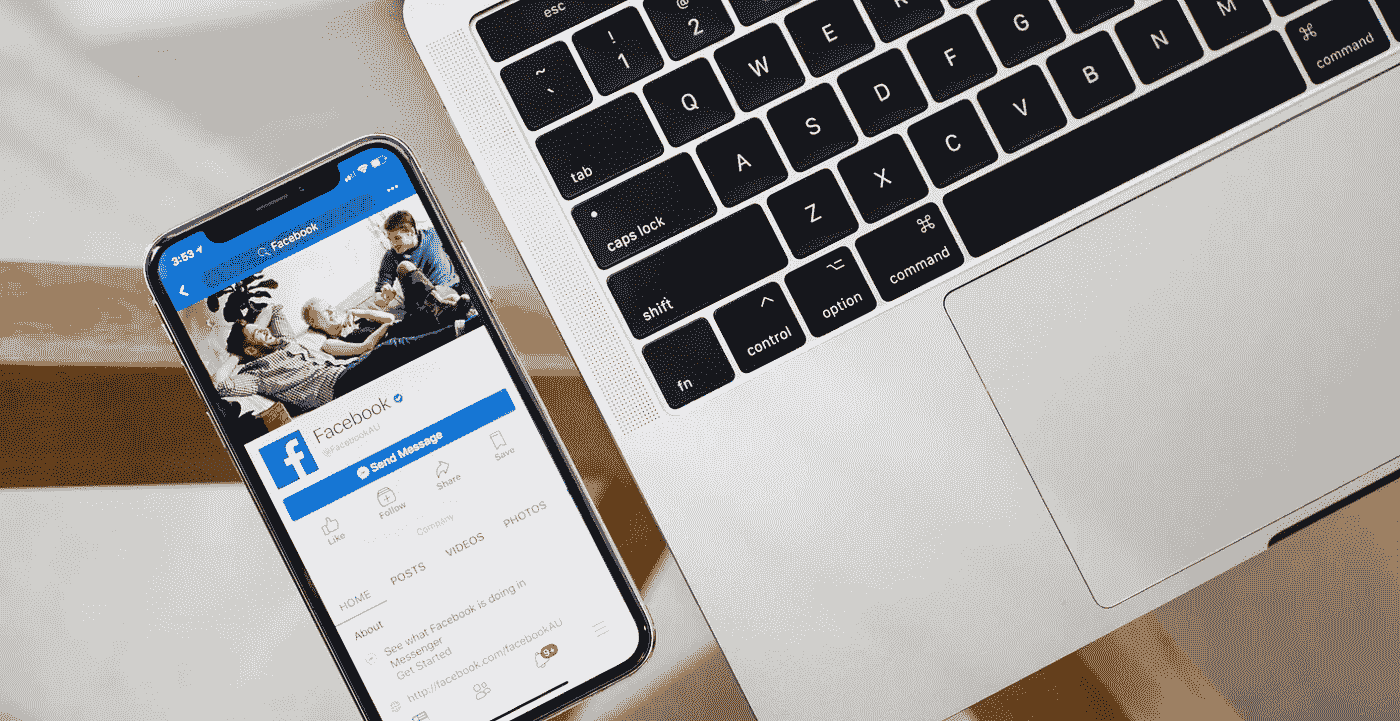 3:53
Facebook
Facebook
@FacebookAU
Send Message
Like
Follow
Share
Save
Company
HOME
POSTS
VIDEOS
PHOTOS
About
See what Facebook is doing in
Messenger
Get Started
http://facebook.com/facebookAU
9+
esc
~
`
!
1
@
2
tab
Q
W
E
R
caps lock
A
S
D
F
G
shift
Z
X
C
V
B
N
M
fn
^
control
⌥
option
⌘
command
⌘
command